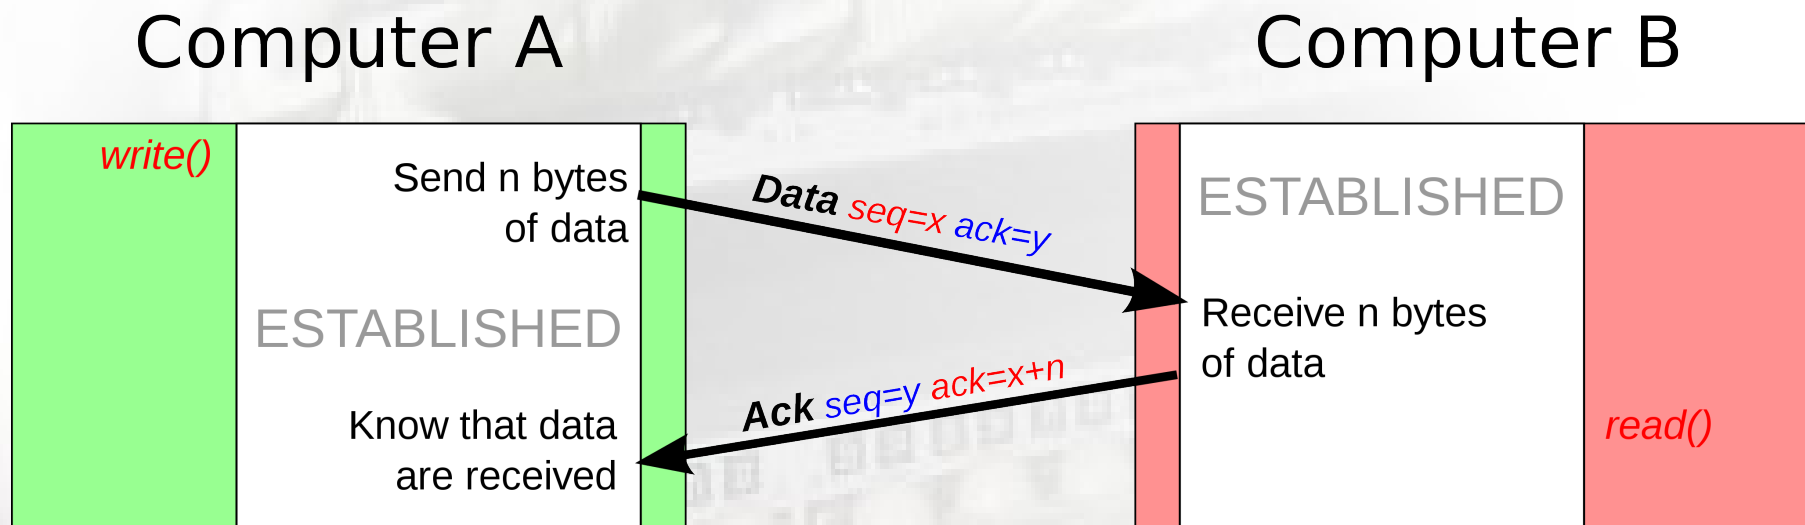 Computer A
Computer B
write()
Send n bytes
of data
Data seq=x ack=y
ESTABLISHED
ESTABLISHED
Receive n bytes
of data
Ack seq=y ack=x+n
Know that data
are received
read()